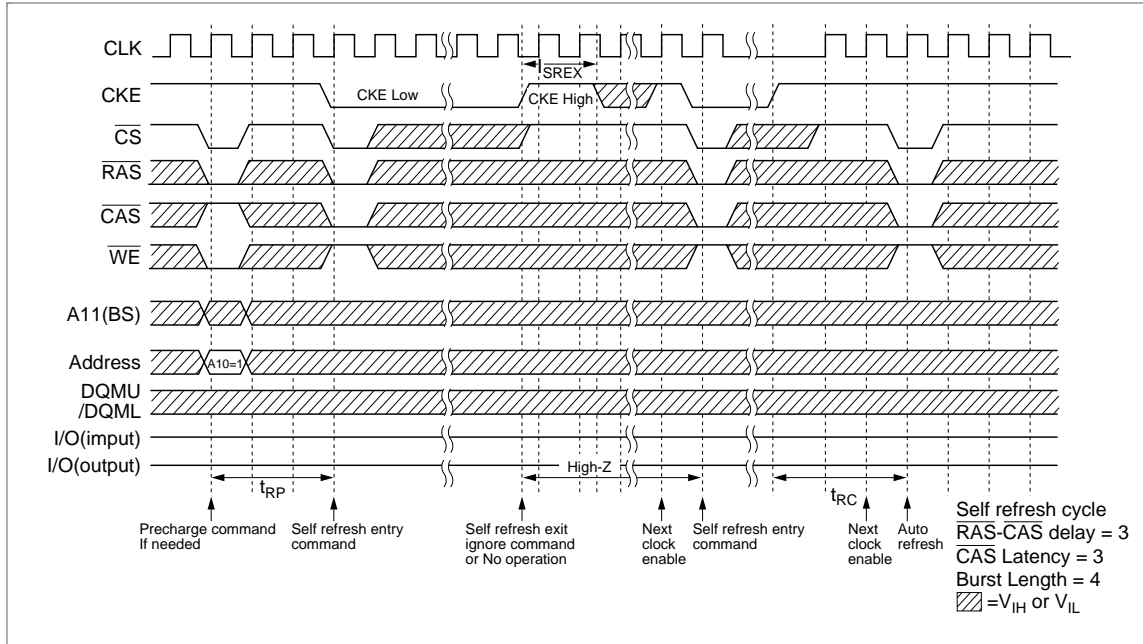 CLK
lSREX
CKE
CKE Low
CKE High
CS
RAS
CAS
WE
A11(BS)
Address
A10=1
DQMU
/DQML
I/O(imput)
I/O(output)
High-Z
tRP
tRC
Precharge command
If needed
Self refresh entry
command
Self refresh exit
ignore command
or No operation
Next
clock
enable
Self refresh entry
command
Next
clock
enable
Auto
refresh
Self refresh cycle
RAS-CAS delay = 3
CAS Latency = 3
Burst Length = 4
=VIH or VIL